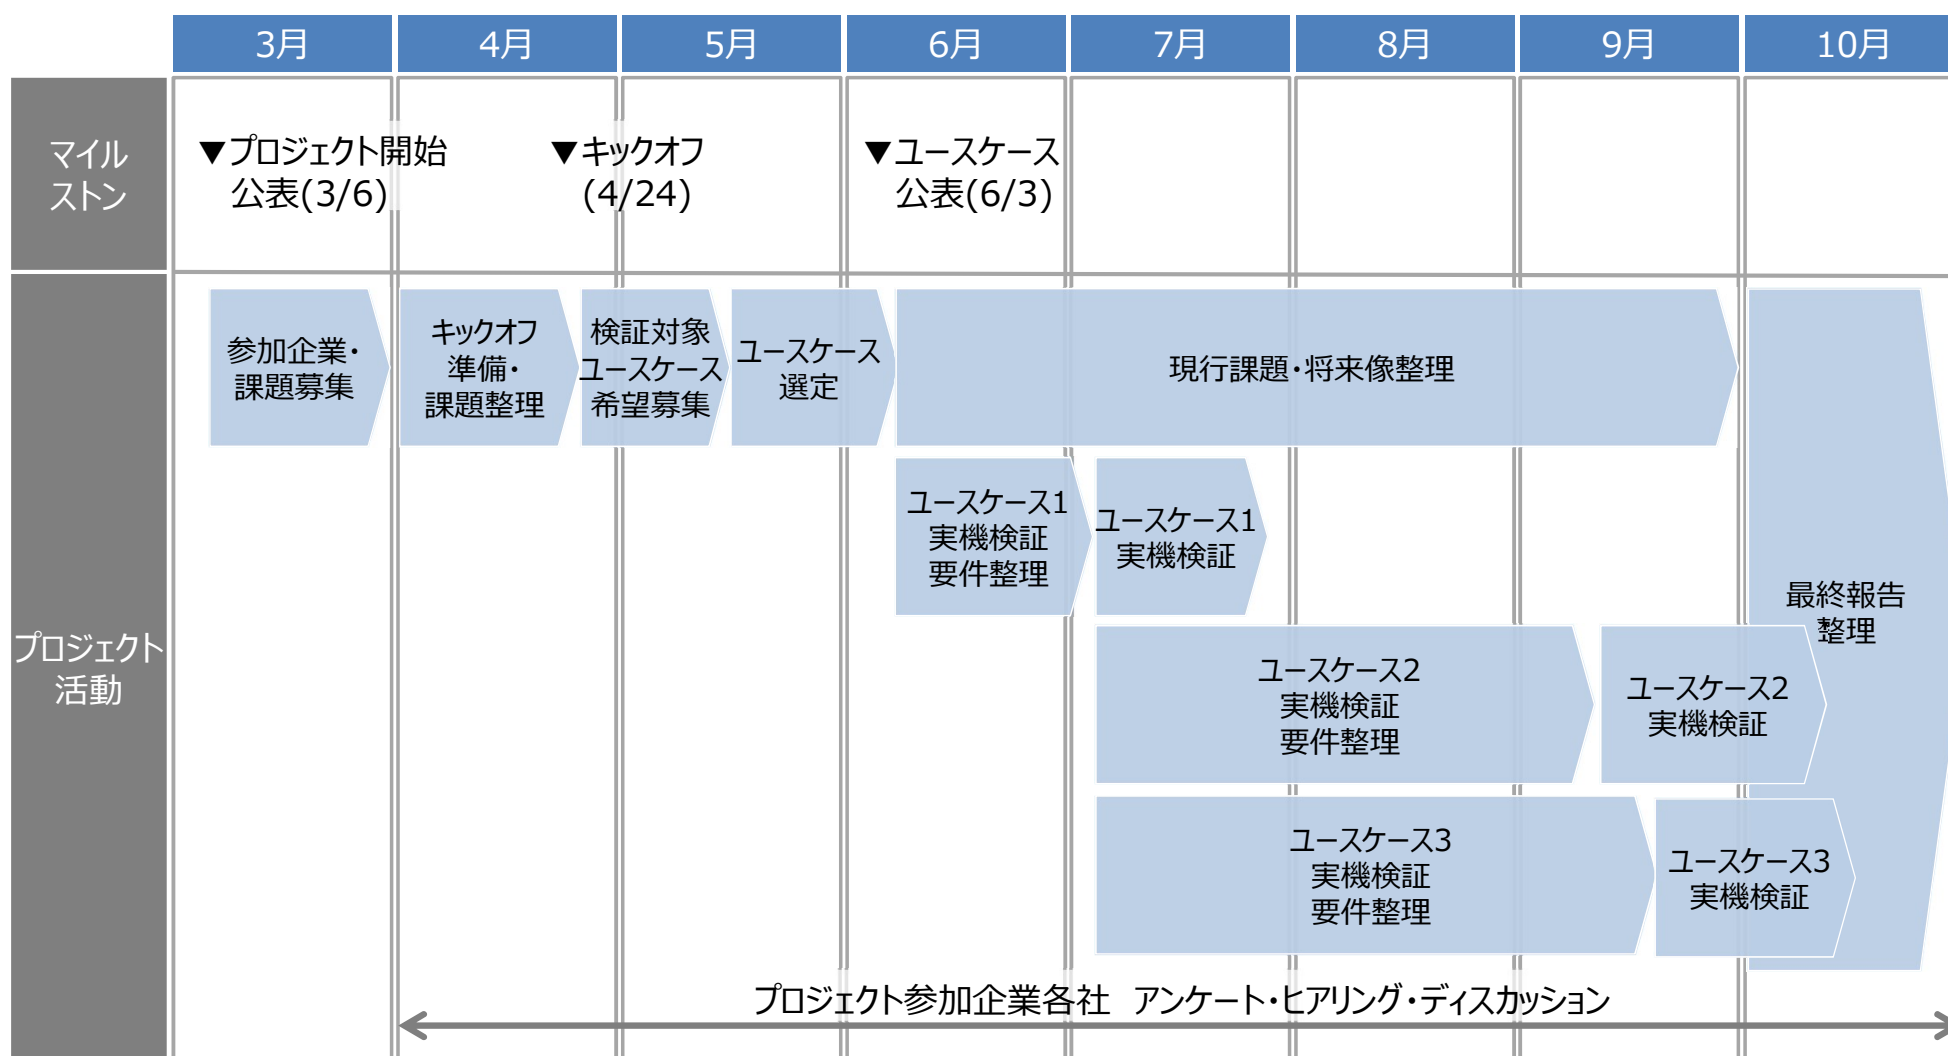 3月
4月
5月
6月
7月
8月
9月
10月
マイル
ストン
▼プロジェクト開始
公表(3/6)
▼キックオフ
(4/24)
▼ユースケース
公表(6/3)
プロジェクト
活動
参加企業・
課題募集
キックオフ
準備・
課題整理
検証対象
ユースケース
希望募集
ユースケース
選定
現行課題・将来像整理
ユースケース1
実機検証
要件整理
ユースケース1
実機検証
ユースケース2
実機検証
要件整理
ユースケース2
実機検証
ユースケース3
実機検証
要件整理
ユースケース3
実機検証
最終報告
整理
プロジェクト参加企業各社 アンケート・ヒアリング・ディスカッション